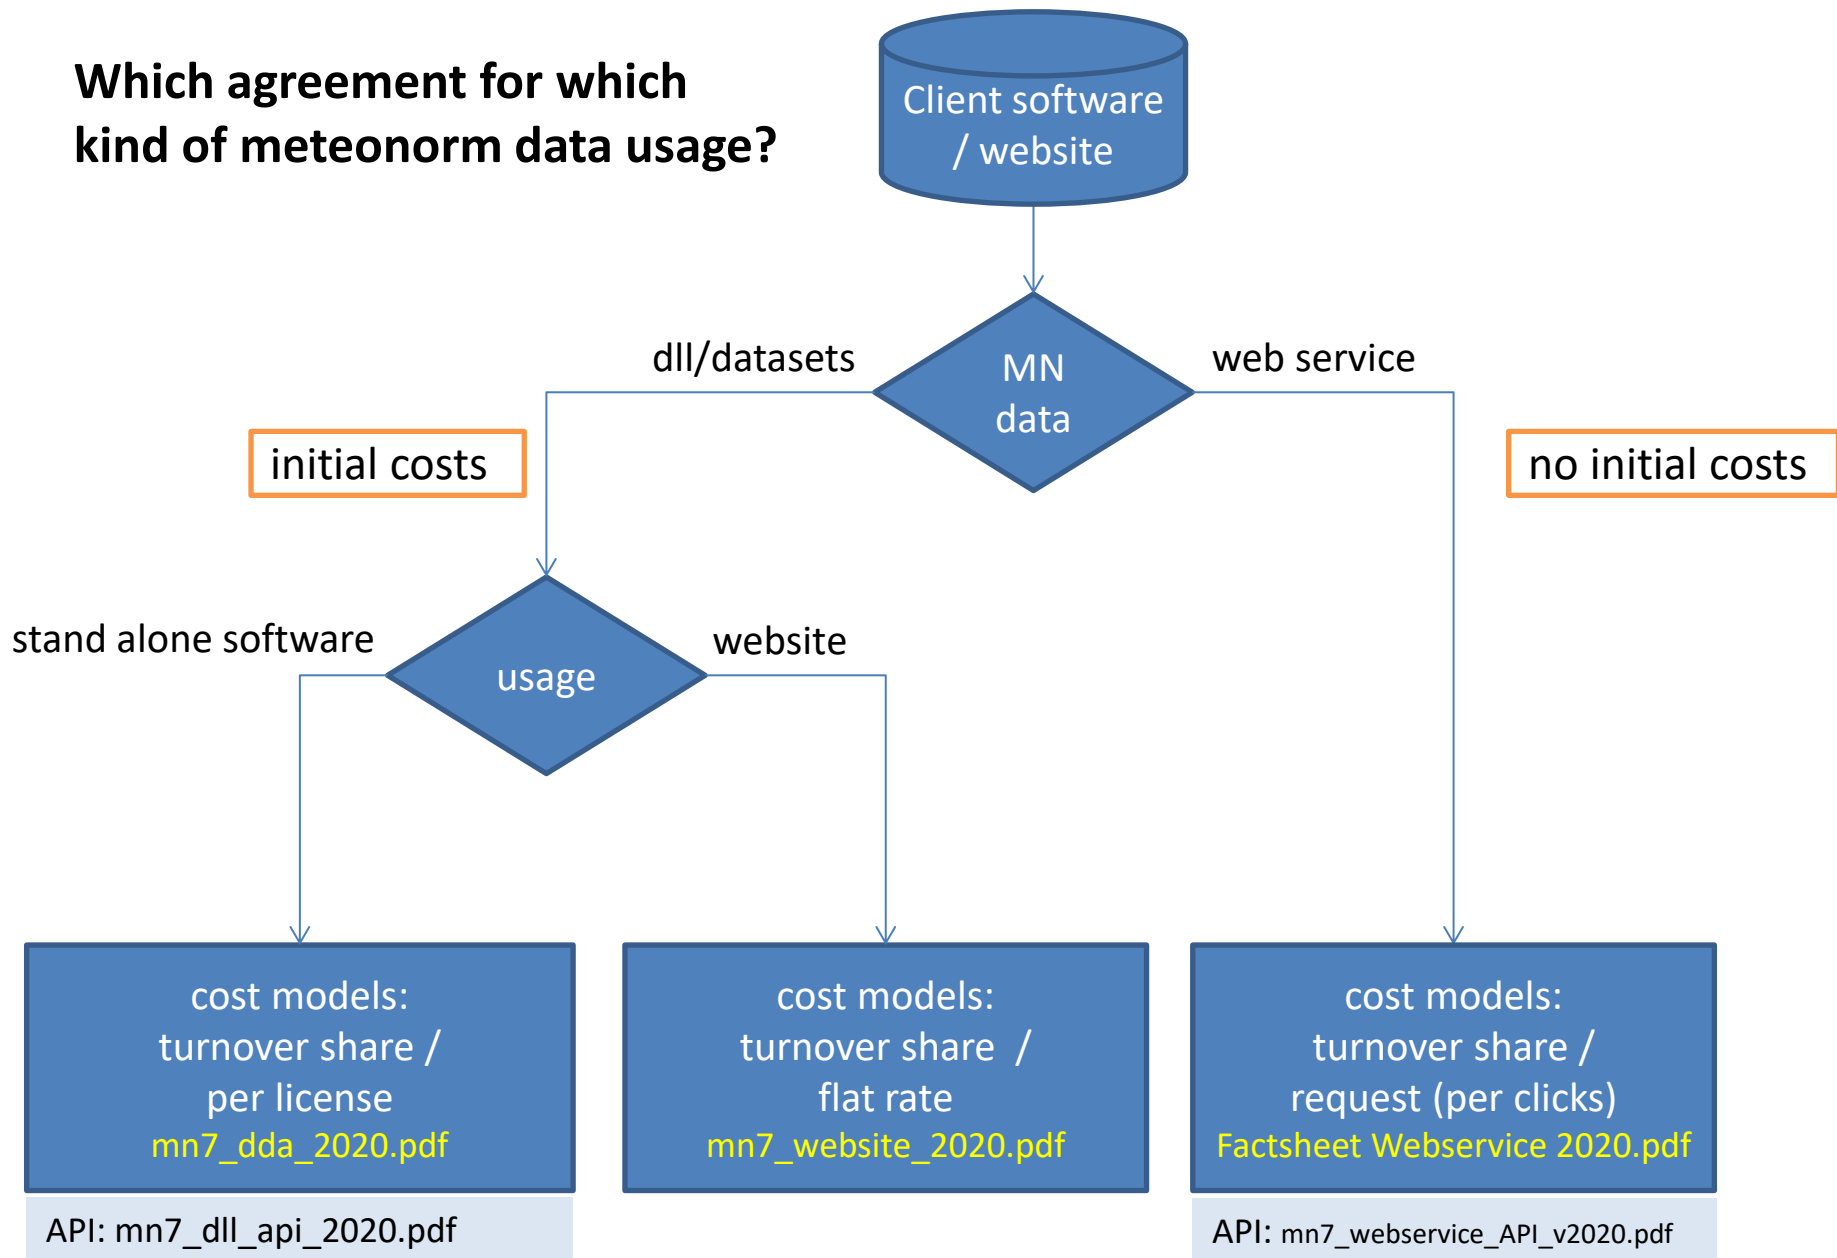 Which agreement for which
kind of meteonorm data usage?
Client software
/ website
dll/datasets
MN
data
web service
initial costs
no initial costs
stand alone software
usage
website
cost models:
turnover share /
per license
mn7_dda_2020.pdf
cost models:
turnover share /
flat rate
mn7_website_2020.pdf
cost models:
turnover share /
request (per clicks)
Factsheet Webservice 2020.pdf
API: mn7_dll_api_2020.pdf
API: mn7_webservice_API_v2020.pdf